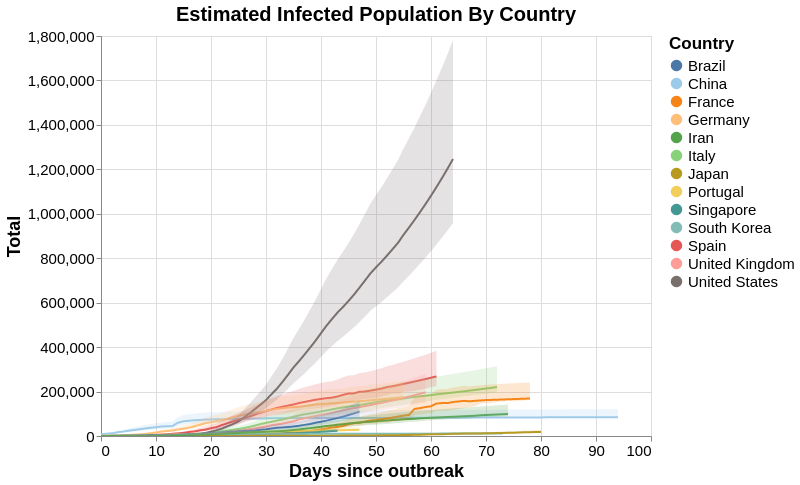 Estimated Infected Population By Country
1,800,000
1,600,000
1,400,000
1,200,000
1,000,000
800,000
600,000
400,000
200,000
0
Total
0 10 20 30 40 50 60 70 80 90 100
Days since outbreak
Country
Brazil
China
France
Germany
Iran
Italy
Japan
Portugal
Singapore
South Korea
Spain
United Kingdom
United States